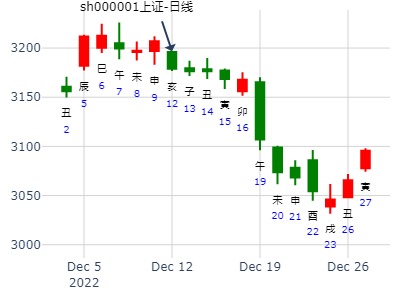 sh000001上证-日线
3200
3150
3100
3050
3000
丑
2
辰
5
巳
6
午
7
未
8
申
9
亥
12
子
13
丑
14
寅
15
卯
16
午
19
未
20
申
21
酉
22
戌
23
丑
26
寅
27
Dec 5
2022
Dec 12
Dec 19
Dec 26